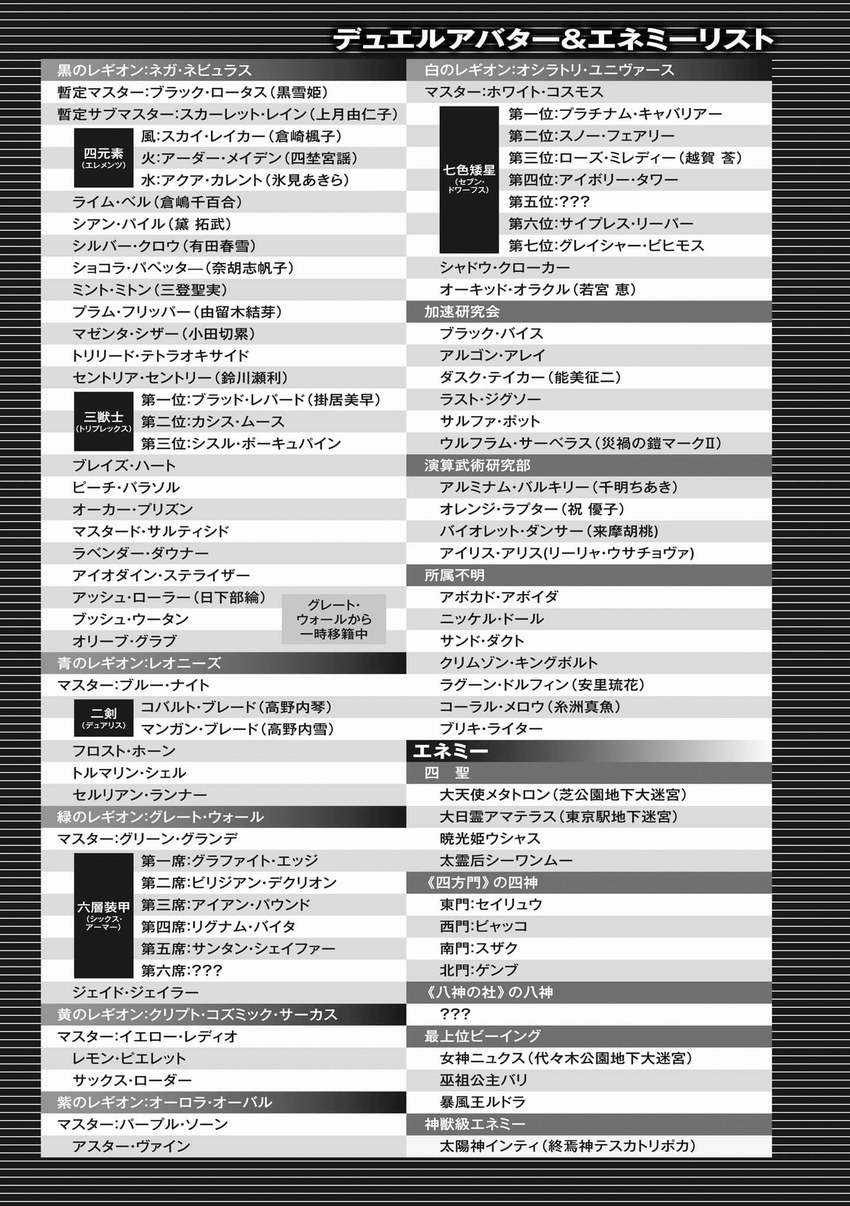 デュエルアバター&エネミーリスト
黒のレギオン:ネガ・ネビュラス
暫定マスター:ブラック・ロータス(黒雪姫)
暫定サブマスター:スカーレット・レイン(上月由仁子)
四元素
(エレメンツ)
風:スカイ・レイカー(倉崎楓子)
火:アーダー・メイデン(四埜宮謡)
水:アクア・カレント(氷見あきら)
ライム・ベル(倉嶋千百合)
シアン・パイル(黛 拓武)
シルバー・クロウ(有田春雪)
ショコラ・パペッター(奈胡志帆子)
ミント・ミトン(三登聖実)
プラム・フリッパー(由留木結芽)
マゼンタ・シザー(小田切累)
トリリード・テトラオキサイド
セントリア・セントリー(鈴川瀬利)
三獣士
(トリプレックス)
第一位:ブラッド・レパード(掛居美早)
第二位:カシス・ムース
第三位:シスル・ポーキュパイン
ブレイズ・ハート
ピーチ・パラソル
オーカー・プリズン
マスタード・サルティシド
ラベンダー・ダウナー
アイオダイン・ステライザー
アッシュ・ローラー(日下部綸)
ブッシュ・ウータン
オリーブ・グラブ
グレート・
ウォールから
一時移籍中
青のレギオン:レオニーズ
マスター:ブルー・ナイト
二剣
(デュアリス)
コバルト・ブレード(高野内琴)
マンガン・ブレード(高野内雪)
フロスト・ホーン
トルマリン・シェル
セルリアン・ランナー
緑のレギオン:グレート・ウォール
マスター:グリーン・グランデ
六層装甲
(シックス・
アーマー)
第一席:グラファイト・エッジ
第二席:ビリジアン・デクリオン
第三席:アイアン・パウンド
第四席:リグナム・バイタ
第五席:サンタン・シェイファー
第六席:???
ジェイド・ジェイラー
黄のレギオン:クリプト・コズミック・サーカス
マスター:イエロー・レディオ
レモン・ピエレット
サックス・ローダー
紫のレギオン:オーロラ・オーバル
マスター:パープル・ソーン
アスター・ヴァイン
白のレギオン:オシラトリ・ユニヴァース
マスター:ホワイト・コスモス
七色矮星
(セブン・
ドワーフス)
第一位:プラチナム・キャバリアー
第二位:スノー・フェアリー
第三位:ローズ・ミレディー(越賀 莟)
第四位:アイボリー・タワー
第五位:???
第六位:サイプレス・リーパー
第七位:グレイシャー・ビヒモス
シャドウ・クローカー
オーキッド・オラクル(若宮 恵)
加速研究会
ブラック・バイス
アルゴン・アレイ
ダスク・テイカー(能美征二)
ラスト・ジグソー
サルファ・ポット
ウルフラム・サーベラス(災禍の鎧マークⅡ)
演算武術研究部
アルミナム・バルキリー(千明ちあき)
オレンジ・ラプター(祝 優子)
バイオレット・ダンサー(来摩胡桃)
アイリス・アリス(リーリャ・ウサチョヴァ)
所属不明
アボカド・アボイダ
ニッケル・ドール
サンド・ダクト
クリムゾン・キングボルト
ラグーン・ドルフィン(安里琉花)
コーラル・メロウ(糸洲真魚)
ブリキ・ライター
エネミー
四 聖
大天使メタトロン(芝公園地下大迷宮)
大日霊アマテラス(東京駅地下迷宮)
暁光姫ウシャス
太霊后シーワンムー
《四方門》の四神
東門:セイリュウ
西門:ビャッコ
南門:スザク
北門:ゲンブ
《八神の社》の八神
???
最上位ビーイング
女神ニュクス(代々木公園地下大迷宮)
巫祖公主バリ
暴風王ルドラ
神獣級エネミー
太陽神インティ(終焉神テスカトリポカ)